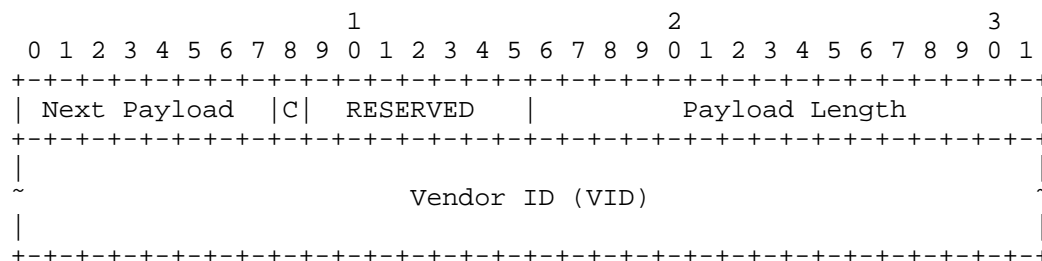 1                   2                   3
 0 1 2 3 4 5 6 7 8 9 0 1 2 3 4 5 6 7 8 9 0 1 2 3 4 5 6 7 8 9 0 1
+-+-+-+-+-+-+-+-+-+-+-+-+-+-+-+-+-+-+-+-+-+-+-+-+-+-+-+-+-+-+-+-+
| Next Payload  |C|  RESERVED   |         Payload Length        |
+-+-+-+-+-+-+-+-+-+-+-+-+-+-+-+-+-+-+-+-+-+-+-+-+-+-+-+-+-+-+-+-+
|                                                               |
~                        Vendor ID (VID)                        ~
|                                                               |
+-+-+-+-+-+-+-+-+-+-+-+-+-+-+-+-+-+-+-+-+-+-+-+-+-+-+-+-+-+-+-+-+